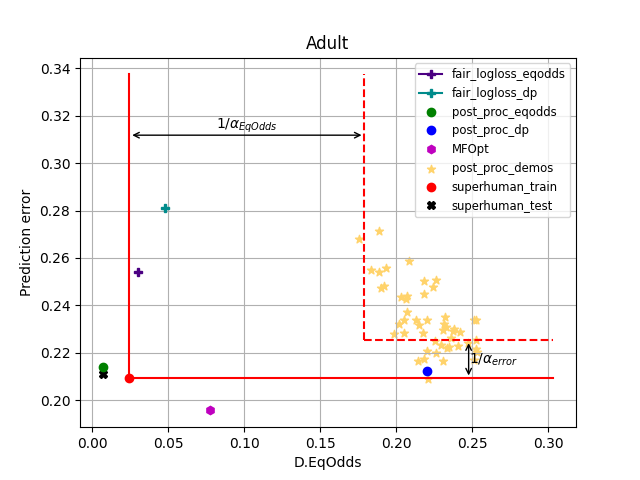 Adult
0.34
0.32
0.30
0.28
0.26
0.24
0.22
0.20
Prediction error
0.00 0.05 0.10 0.15 0.20 0.25 0.30
D.EqOdds
1/α_EqOdds
1/α_error
fair_logloss_eqodds
fair_logloss_dp
post_proc_eqodds
post_proc_dp
MFOpt
post_proc_demos
superhuman_train
superhuman_test